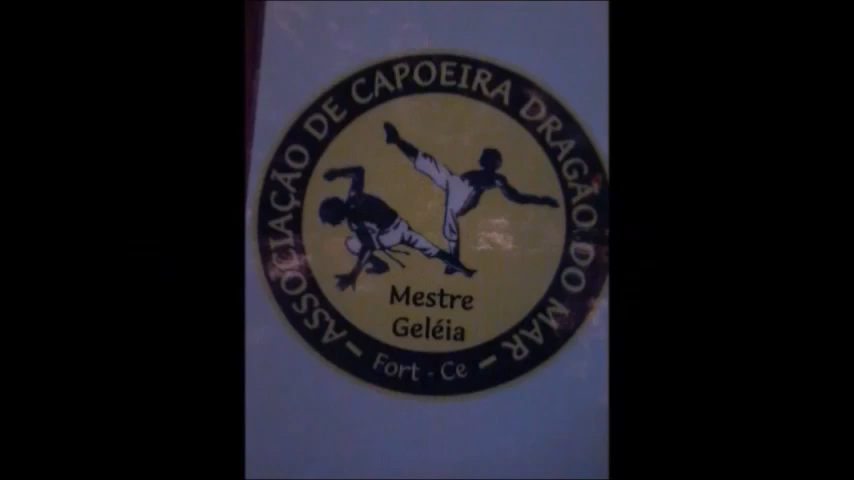 ASSOCIAÇÃO DE CAPOEIRA DRAGÃO DO MAR
Mestre
Geléia
Fort - Ce